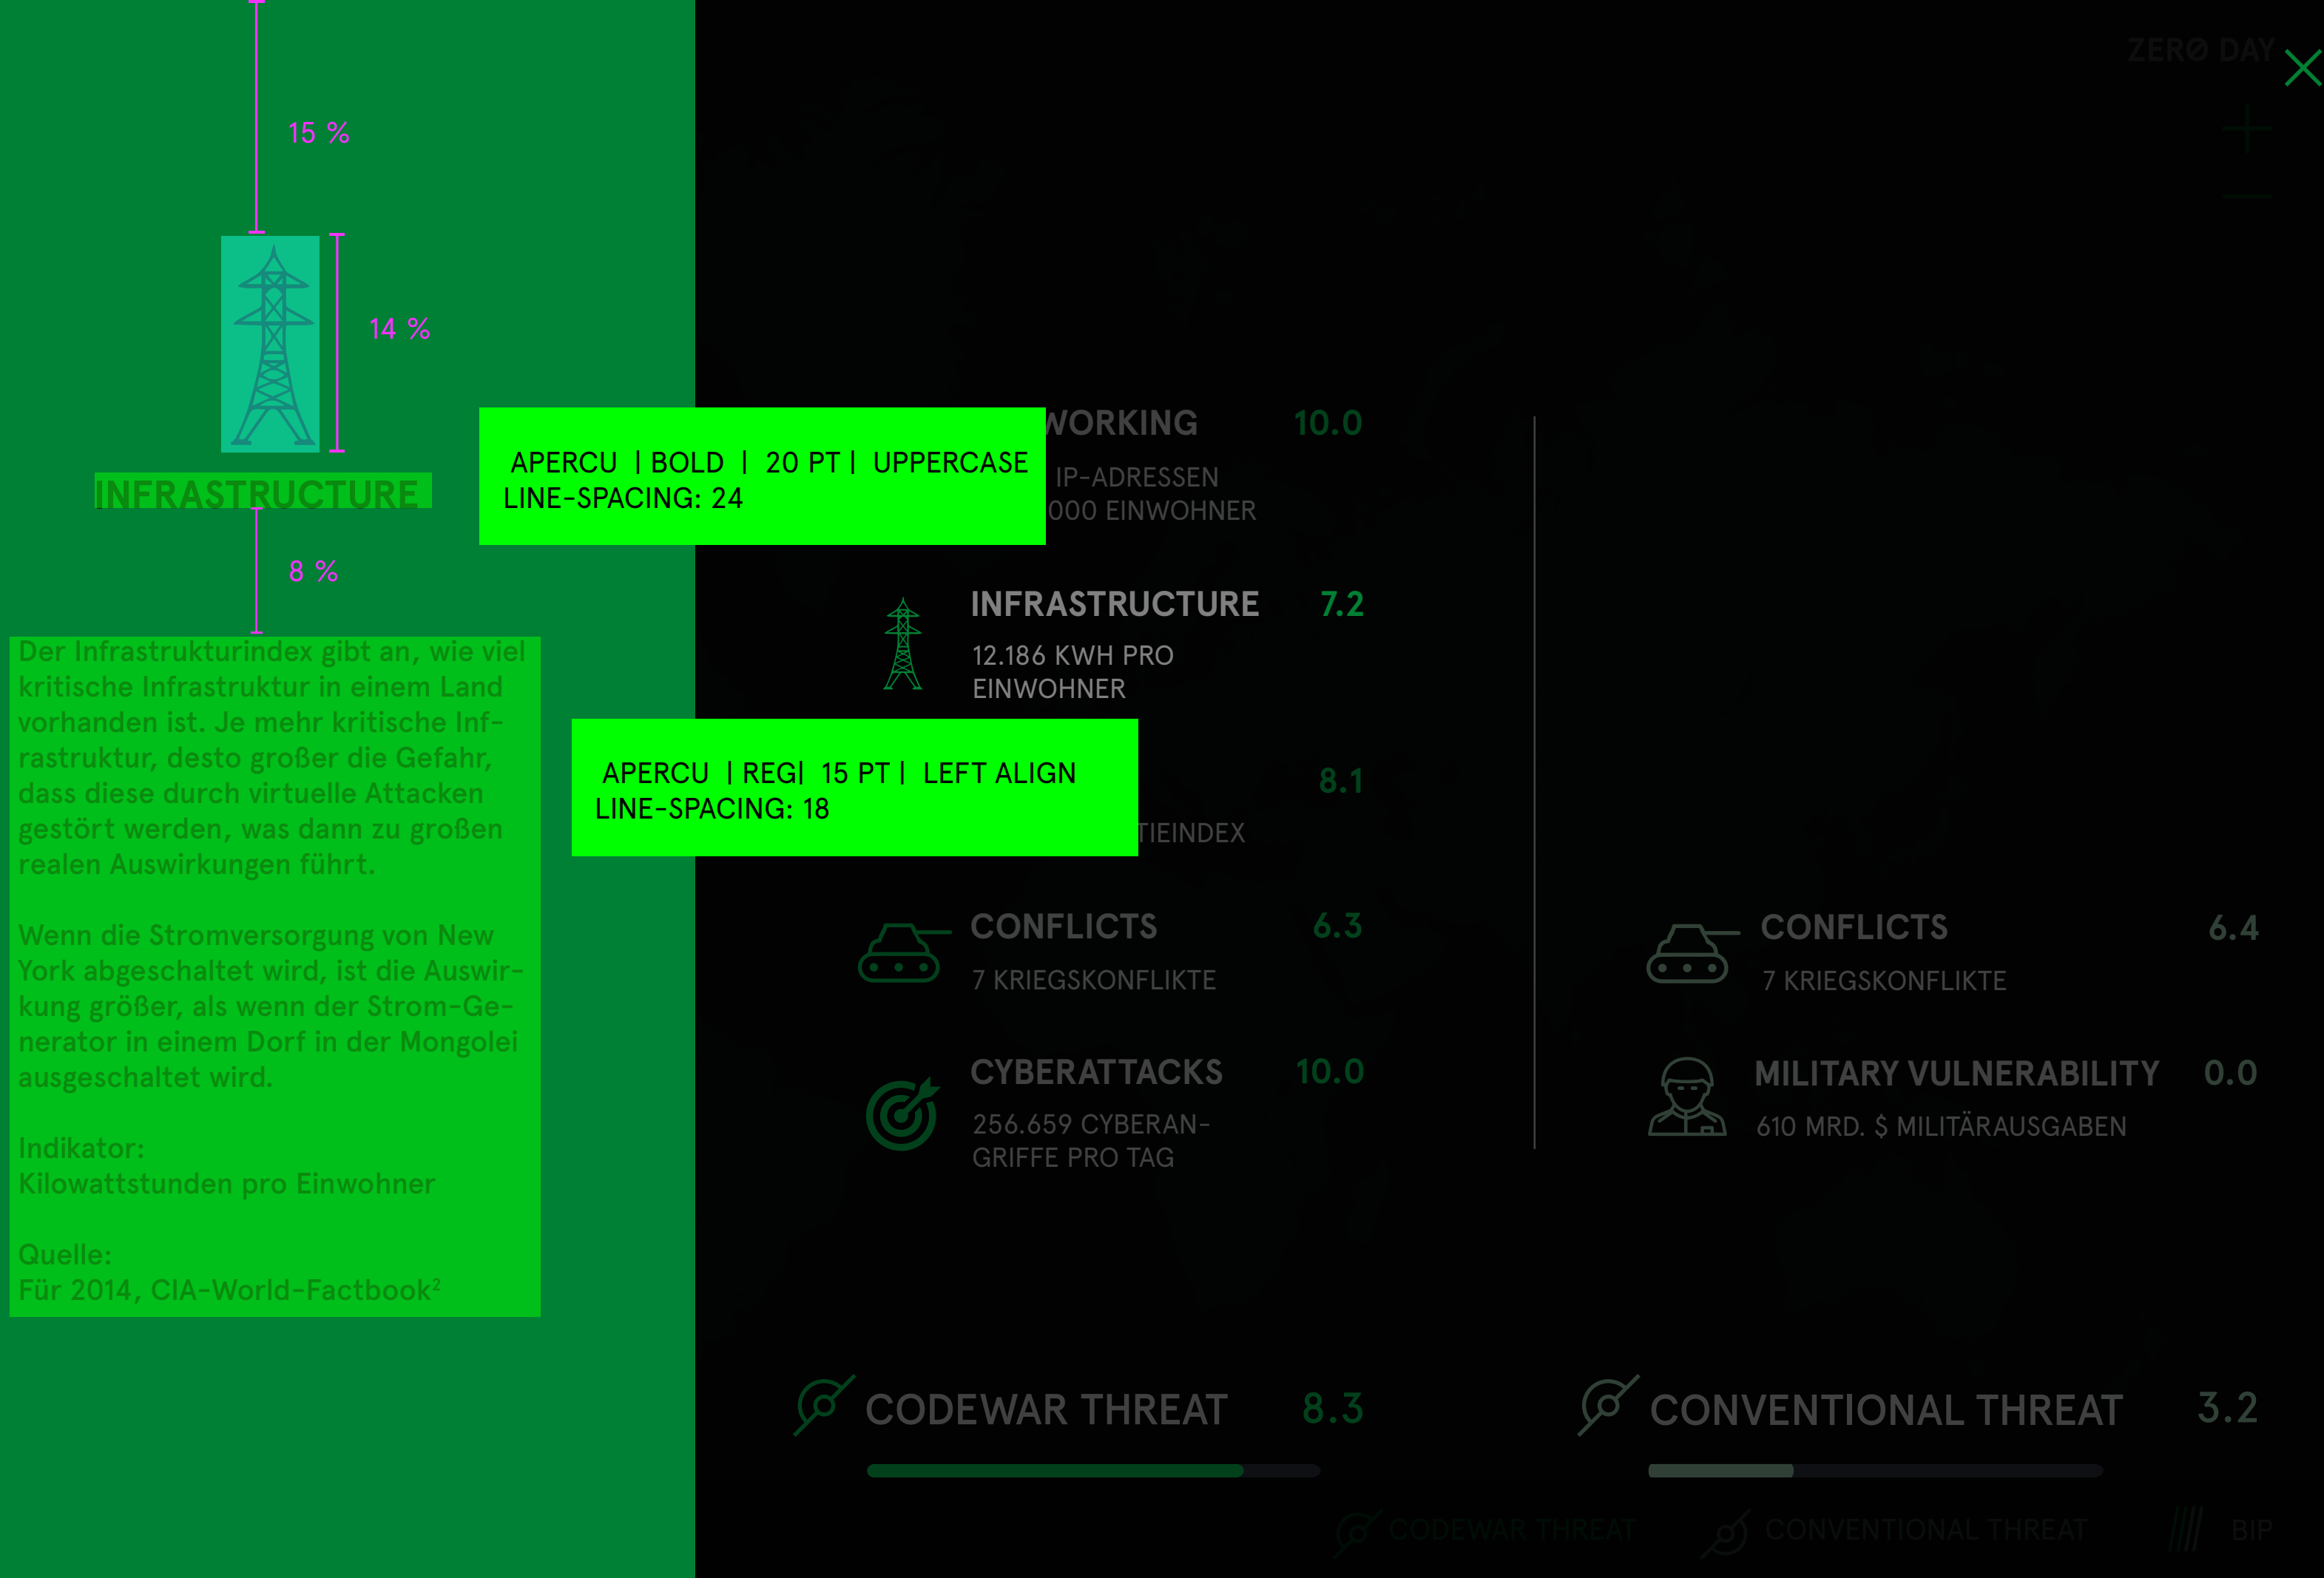 15 %
14 %
INFRASTRUCTURE
8 %
Der Infrastrukturindex gibt an, wie viel
kritische Infrastruktur in einem Land
vorhanden ist. Je mehr kritische Inf-
rastruktur, desto großer die Gefahr,
dass diese durch virtuelle Attacken
gestört werden, was dann zu großen
realen Auswirkungen führt.
Wenn die Stromversorgung von New
York abgeschaltet wird, ist die Auswir-
kung größer, als wenn der Strom-Ge-
nerator in einem Dorf in der Mongolei
ausgeschaltet wird.
Indikator:
Kilowattstunden pro Einwohner
Quelle:
Für 2014, CIA-World-Factbook²
APERCU | BOLD | 20 PT | UPPERCASE
LINE-SPACING: 24
APERCU | REG| 15 PT | LEFT ALIGN
LINE-SPACING: 18
ZERØ DAY
WORKING 10.0
IP-ADRESSEN
000 EINWOHNER
INFRASTRUCTURE 7.2
12.186 KWH PRO
EINWOHNER
8.1
TIEINDEX
CONFLICTS 6.3
7 KRIEGSKONFLIKTE
CYBERATTACKS 10.0
256.659 CYBERAN-
GRIFFE PRO TAG
CODEWAR THREAT 8.3
CONFLICTS 6.4
7 KRIEGSKONFLIKTE
MILITARY VULNERABILITY 0.0
610 MRD. $ MILITÄRAUSGABEN
CONVENTIONAL THREAT 3.2
CODEWAR THREAT
CONVENTIONAL THREAT
BIP